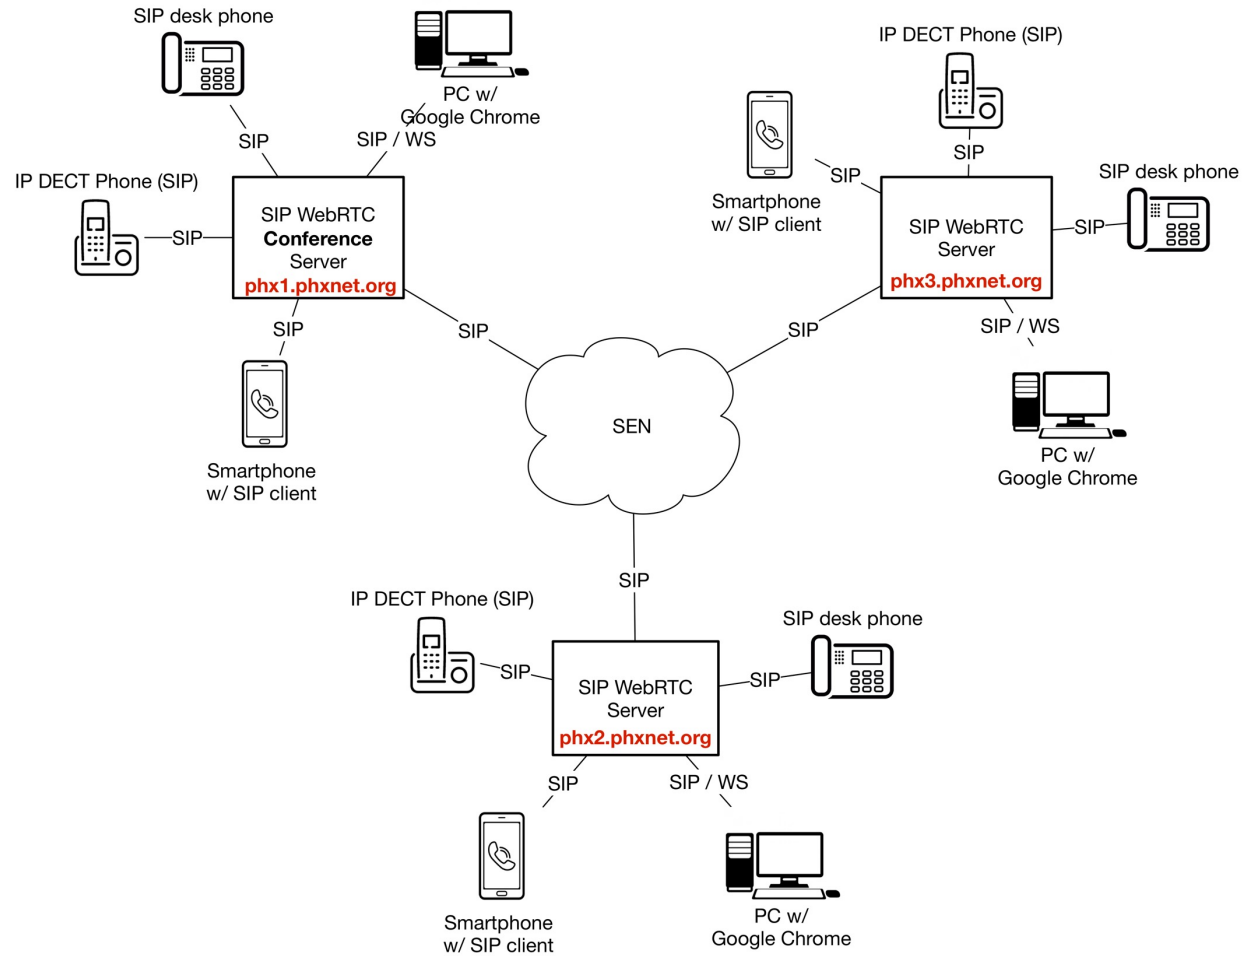 SIP desk phone
PC w/
Google Chrome
SIP
SIP / WS
IP DECT Phone (SIP)
SIP
SIP WebRTC
Conference
Server
phx1.phxnet.org
SIP
Smartphone
w/ SIP client
SIP
IP DECT Phone (SIP)
SIP
Smartphone
w/ SIP client
SIP
SIP desk phone
SIP
SIP WebRTC
Server
phx3.phxnet.org
SIP / WS
PC w/
Google Chrome
SIP
SEN
SIP
IP DECT Phone (SIP)
SIP
SIP WebRTC
Server
phx2.phxnet.org
SIP desk phone
SIP
SIP
Smartphone
w/ SIP client
SIP / WS
PC w/
Google Chrome